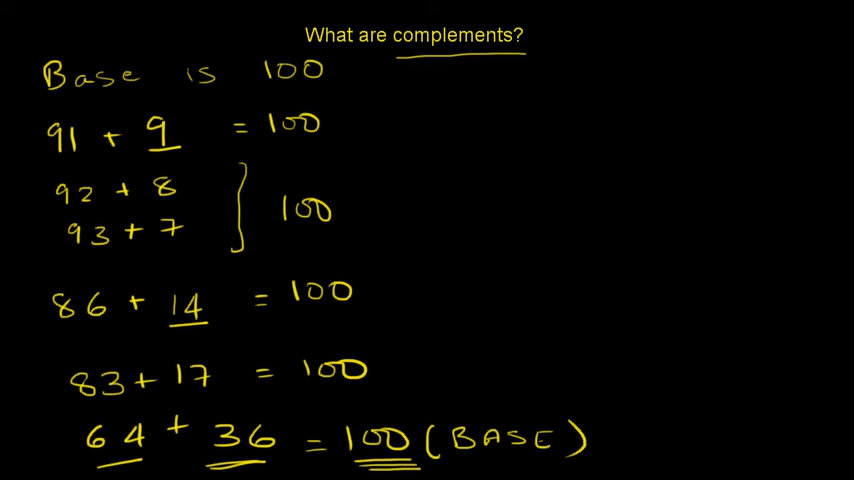 What are complements?
Base is 100
91 + 9 = 100
92 + 8
93 + 7 } 100
86 + 14 = 100
83 + 17 = 100
64 + 36 = 100 (BASE)